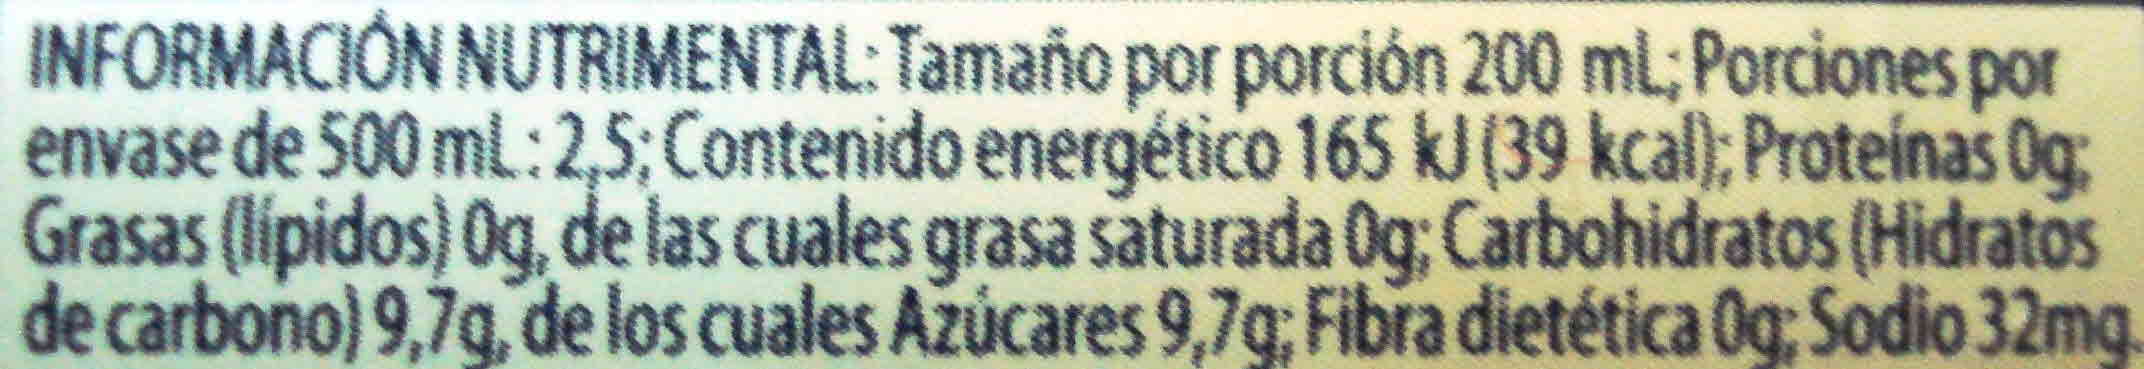 INFORMACIÓN NUTRIMENTAL: Tamaño por porción 200 mL; Porciones por
envase de 500 mL: 2,5; Contenido energético 165 kJ (39 kcal); Proteínas 0g;
Grasas (lípidos) 0g, de las cuales grasa saturada 0g; Carbohidratos (Hidratos
de carbono) 9,7g, de los cuales Azúcares 9,7g; Fibra dietética 0g; Sodio 32mg.